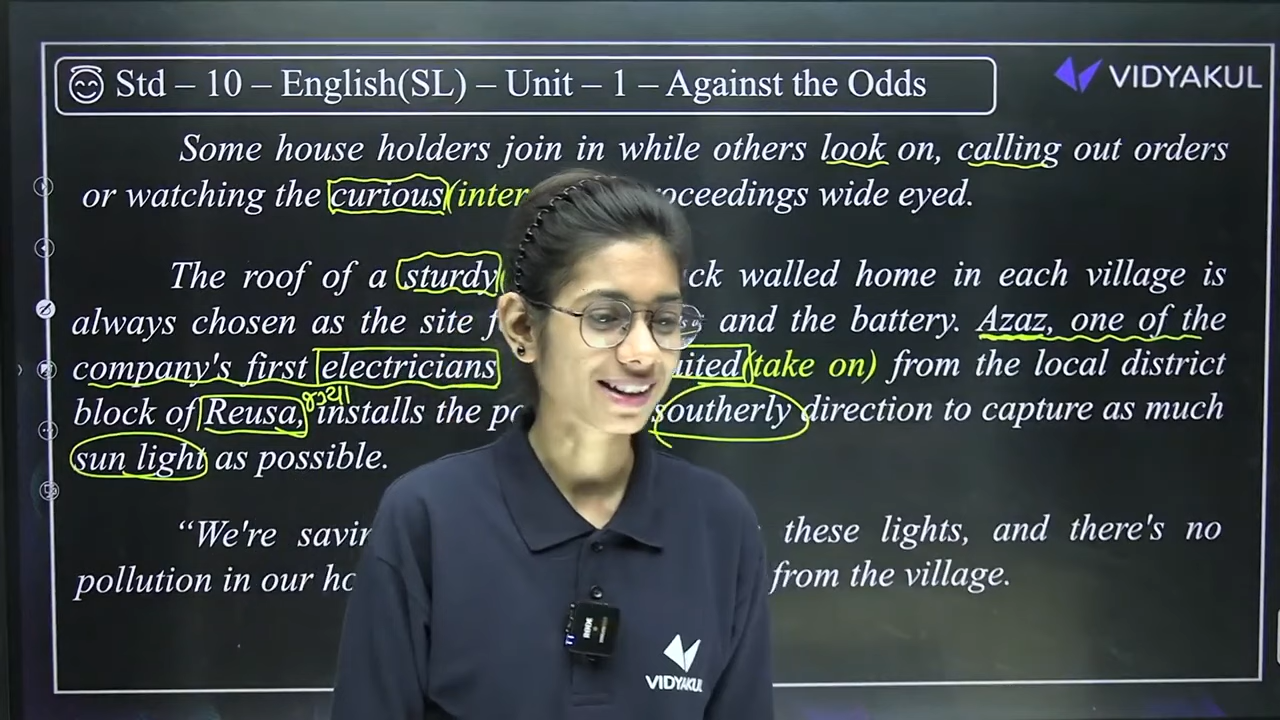 Std – 10 – English(SL) – Unit – 1 – Against the Odds
VIDYAKUL
Some house holders join in while others look on, calling out orders
or watching the curious(inter roceedings wide eyed.
The roof of a sturdy ck walled home in each village is
always chosen as the site f and the battery. Azaz, one of the
company's first electricians uited(take on) from the local district
block of Reusa, installs the po southerly direction to capture as much
જગ્યા
sun light as possible.
“We're savin these lights, and there's no
pollution in our ho from the village.
RODE
VIDYAKUL